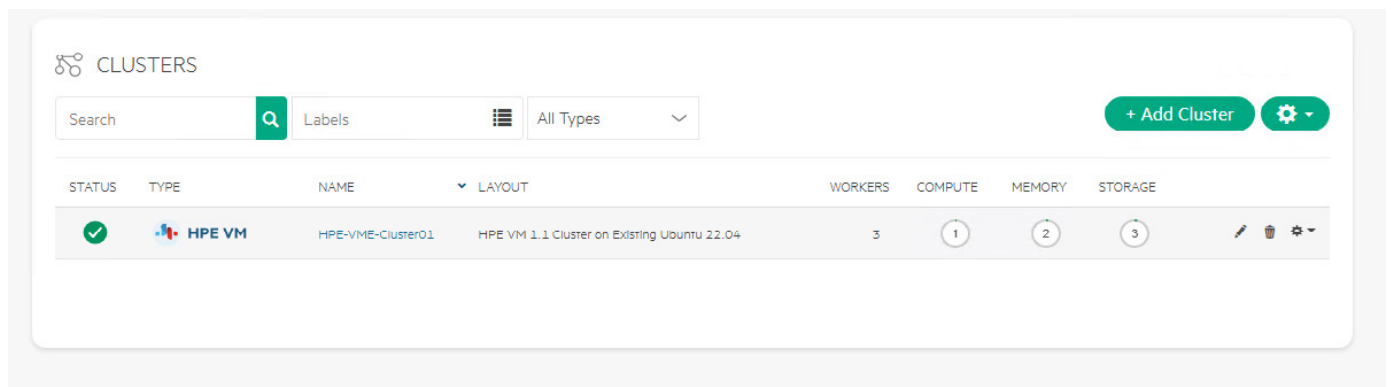 CLUSTERS
Search Labels All Types + Add Cluster
STATUS TYPE NAME LAYOUT WORKERS COMPUTE MEMORY STORAGE
HPE VM HPE-VME-Cluster01 HPE VM 1.1 Cluster on Existing Ubuntu 22.04 3 1 2 3